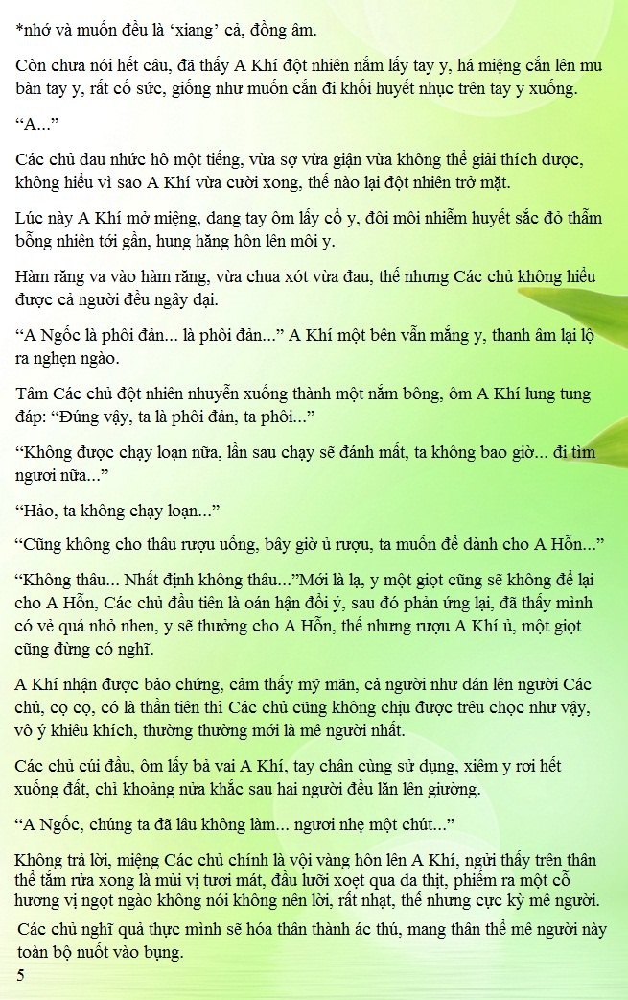 *nhớ và muốn đều là ‘xiang’ cả, đồng âm.
Còn chưa nói hết câu, đã thấy A Khí đột nhiên nắm lấy tay y, há miệng cắn lên mu
bàn tay y, rất cố sức, giống như muốn cắn đi khối huyết nhục trên tay y xuống.
“A...”
Các chủ đau nhức hô một tiếng, vừa sợ vừa giận vừa không thể giải thích được,
không hiểu vì sao A Khí vừa cười xong, thế nào lại đột nhiên trở mặt.
Lúc này A Khí mở miệng, dang tay ôm lấy cổ y, đôi môi nhiễm huyết sắc đỏ thẫm
bỗng nhiên tới gần, hung hăng hôn lên môi y.
Hàm răng va vào hàm răng, vừa chua xót vừa đau, thế nhưng Các chủ không hiểu
được cả người đều ngây dại.
“A Ngốc là phôi đản... là phôi đản...” A Khí một bên vẫn mắng y, thanh âm lại lộ
ra nghẹn ngào.
Tâm Các chủ đột nhiên nhuyễn xuống thành một nắm bông, ôm A Khí lung tung
đáp: “Đúng vậy, ta là phôi đản, ta phôi...”
“Không được chạy loạn nữa, lần sau chạy sẽ đánh mất, ta không bao giờ... đi tìm
ngươi nữa...”
“Hảo, ta không chạy loạn...”
“Cũng không cho thâu rượu uống, bây giờ ủ rượu, ta muốn để dành cho A Hỗn...”
“Không thâu... Nhất định không thâu...”Mới là lạ, y một giọt cũng sẽ không để lại
cho A Hỗn, Các chủ đầu tiên là oán hận đổi ý, sau đó phản ứng lại, đã thấy mình
có vẻ quá nhỏ nhen, y sẽ thưởng cho A Hỗn, thế nhưng rượu A Khí ủ, một giọt
cũng đừng có nghĩ.
A Khí nhận được bảo chứng, cảm thấy mỹ mãn, cả người như dán lên người Các
chủ, cọ cọ, có là thần tiên thì Các chủ cũng không chịu được trêu chọc như vậy,
vô ý khiêu khích, thường thường mới là mê người nhất.
Các chủ cúi đầu, ôm lấy bả vai A Khí, tay chân cùng sử dụng, xiêm y rơi hết
xuống đất, chỉ khoảng nửa khắc sau hai người đều lăn lên giường.
“A Ngốc, chúng ta đã lâu không làm... ngươi nhẹ một chút...”
Không trả lời, miệng Các chủ chính là vội vàng hôn lên A Khí, ngửi thấy trên thân
thể tắm rửa xong là mùi vị tươi mát, đầu lưỡi xoẹt qua da thịt, phiếm ra một cỗ
hương vị ngọt ngào không nói không nên lời, rất nhạt, thế nhưng cực kỳ mê người.
Các chủ nghĩ quả thực mình sẽ hóa thân thành ác thú, mang thân thể mê người này
toàn bộ nuốt vào bụng.
5